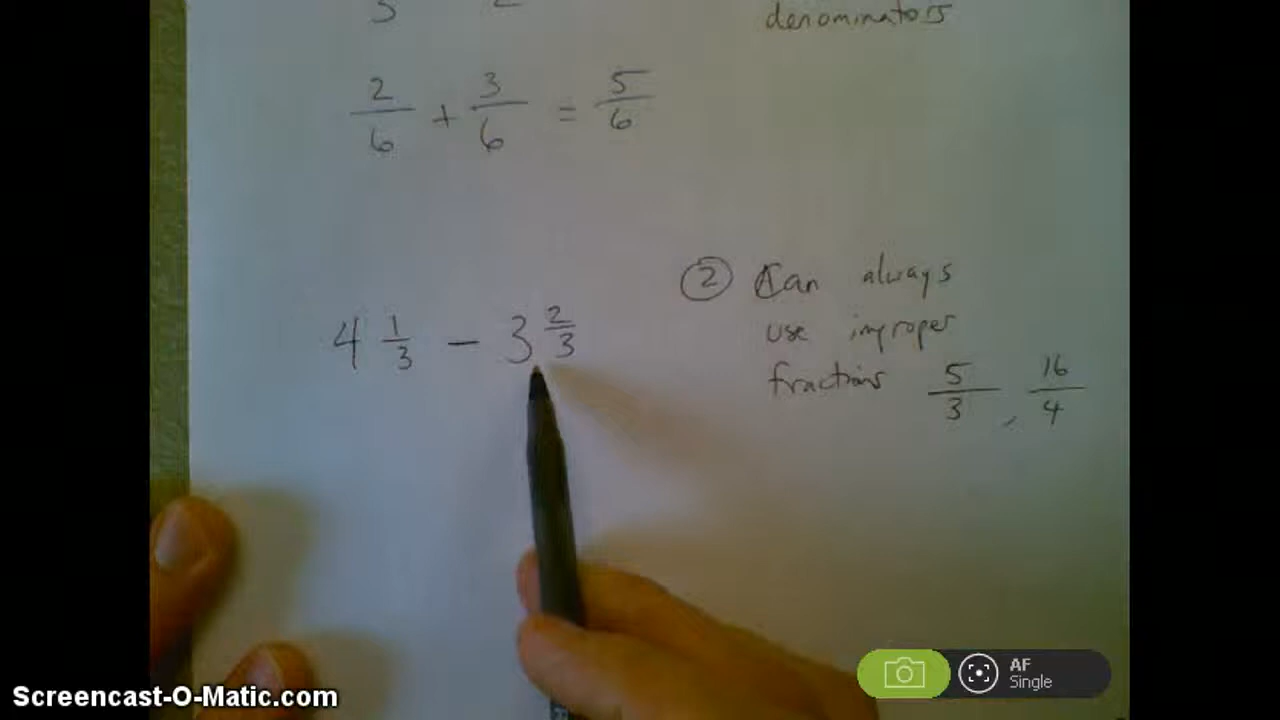 denominators
2/6 + 3/6 = 5/6
② Can always
use improper
fractions 5/3, 16/4
4 1/3 - 3 2/3
AF
Single
Screencast-O-Matic.com